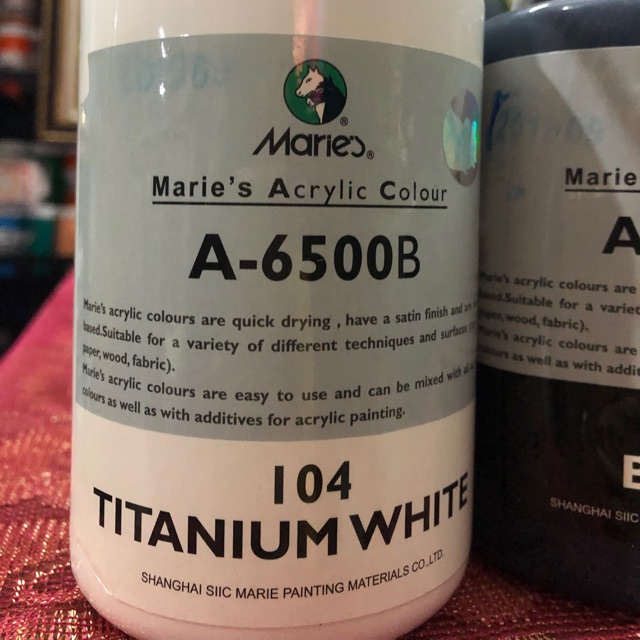 Marie's®
Marie's Acrylic Colour
A-6500B
Marie's acrylic colours are quick drying , have a satin finish and are
based.Suitable for a variety of different techniques and surfaces
paper,wood, fabric).
Marie's acrylic colours are easy to use and can be mixed with
colours as well as with additives for acrylic painting.
104
TITANIUM WHITE
SHANGHAI SIIC MARIE PAINTING MATERIALS CO.,LTD.
Marie
A
Marie's acrylic colours are
based.Suitable for a variet
paper,wood, fabric).
Marie's acrylic colours are
colours as well as with addit
B
SHANGHAI SIIC